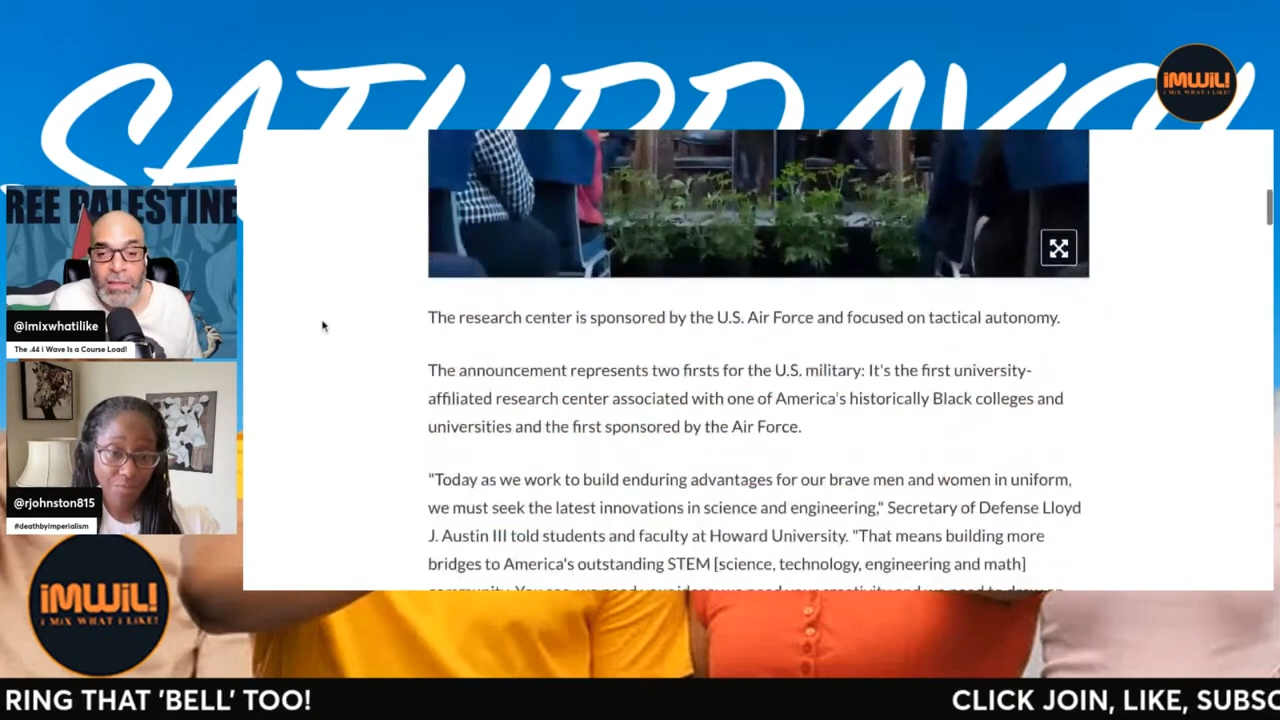 SATURDAYS!
iMWiL!
I MIX WHAT I LIKE!
REE PALESTINE
@imixwhatilike
The .44 i Wave Is a Course Load!
@rjohnston815
#deathbyimperialism
The research center is sponsored by the U.S. Air Force and focused on tactical autonomy.
The announcement represents two firsts for the U.S. military: It's the first university-
affiliated research center associated with one of America's historically Black colleges and
universities and the first sponsored by the Air Force.
"Today as we work to build enduring advantages for our brave men and women in uniform,
we must seek the latest innovations in science and engineering," Secretary of Defense Lloyd
J. Austin III told students and faculty at Howard University. "That means building more
bridges to America's outstanding STEM [science, technology, engineering and math]
iMWiL!
I MIX WHAT I LIKE!
RING THAT 'BELL' TOO!
CLICK JOIN, LIKE, SUBSC